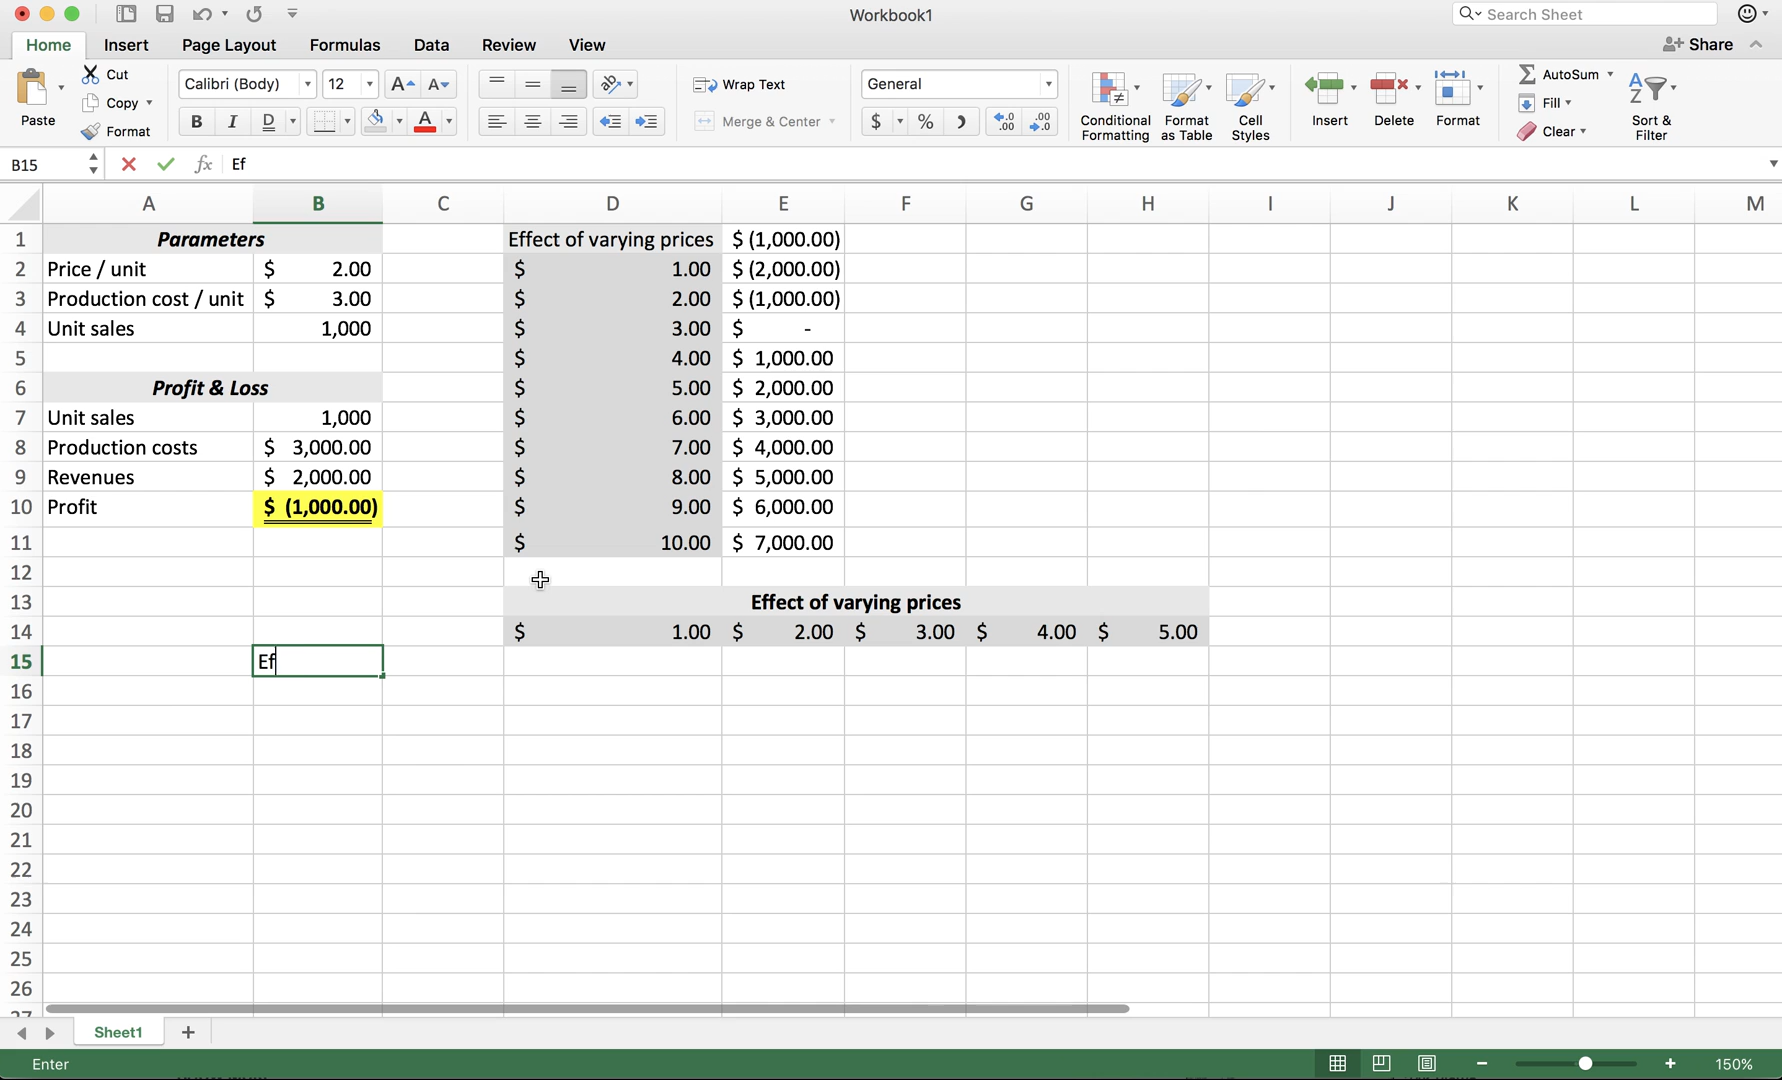 Workbook1
Search Sheet
Home Insert Page Layout Formulas Data Review View
Share
Paste
Cut
Copy
Format
Calibri (Body) 12 A A
B I D A
ab
Wrap Text
Merge & Center
General
$ % ) .0 .00 .00 .0
Conditional Formatting
Format as Table
Cell Styles
Insert
Delete
Format
AutoSum
Fill
Clear
A Z
Sort & Filter
B15 fx Ef
A B C D E F G H I J K L M
1 Parameters Effect of varying prices $ (1,000.00)
2 Price / unit $ 2.00 $ 1.00 $ (2,000.00)
3 Production cost / unit $ 3.00 $ 2.00 $ (1,000.00)
4 Unit sales 1,000 $ 3.00 $ -
5 $ 4.00 $ 1,000.00
6 Profit & Loss $ 5.00 $ 2,000.00
7 Unit sales 1,000 $ 6.00 $ 3,000.00
8 Production costs $ 3,000.00 $ 7.00 $ 4,000.00
9 Revenues $ 2,000.00 $ 8.00 $ 5,000.00
10 Profit $ (1,000.00) $ 9.00 $ 6,000.00
11 $ 10.00 $ 7,000.00
12
13 Effect of varying prices
14 $ 1.00 $ 2.00 $ 3.00 $ 4.00 $ 5.00
15 Ef
16
17
18
19
20
21
22
23
24
25
26
Sheet1 +
Enter
150%